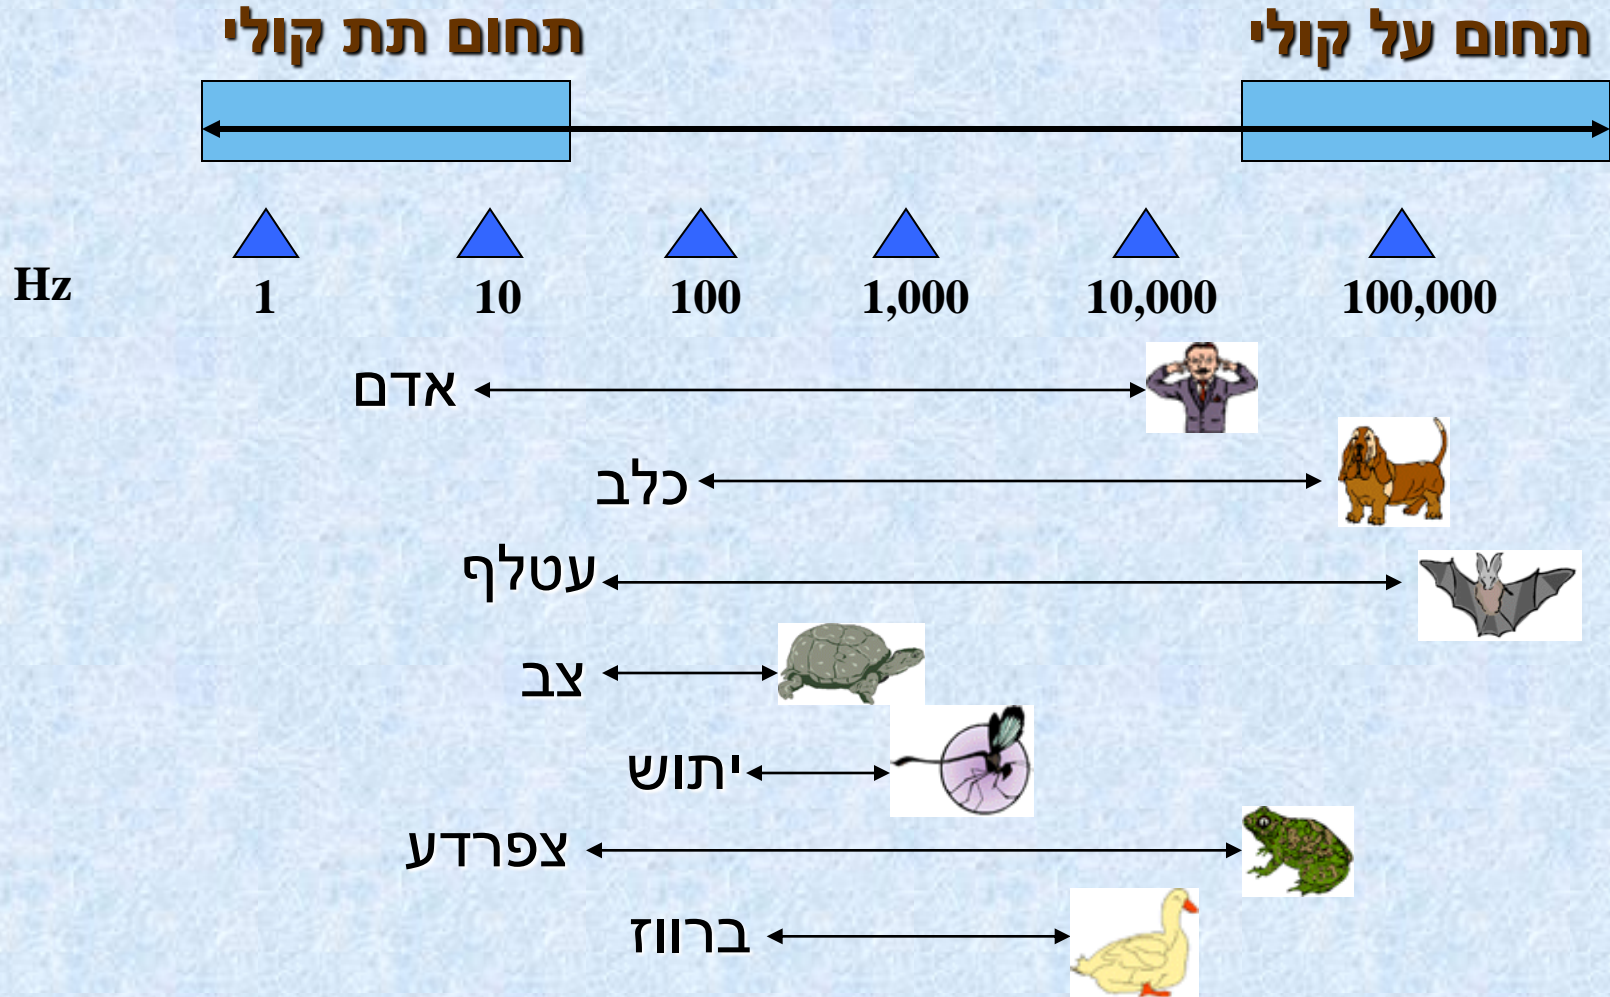 תחום על קולי
תחום תת קולי
Hz 1 10 100 1,000 10,000 100,000
אדם
כלב
עטלף
צב
יתוש
צפרדע
ברווז